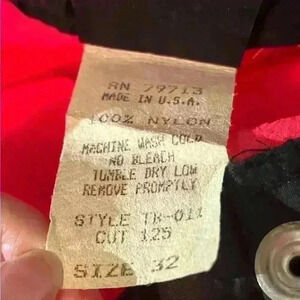 RN 79713
MADE IN U.S.A.
100% NYLON
MACHINE WASH COLD
NO BLEACH
TUMBLE DRY LOW
REMOVE PROMPTLY
STYLE TR-011
CUT 125
SIZE 32